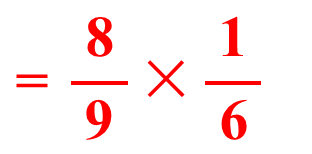 = 8/9 × 1/6